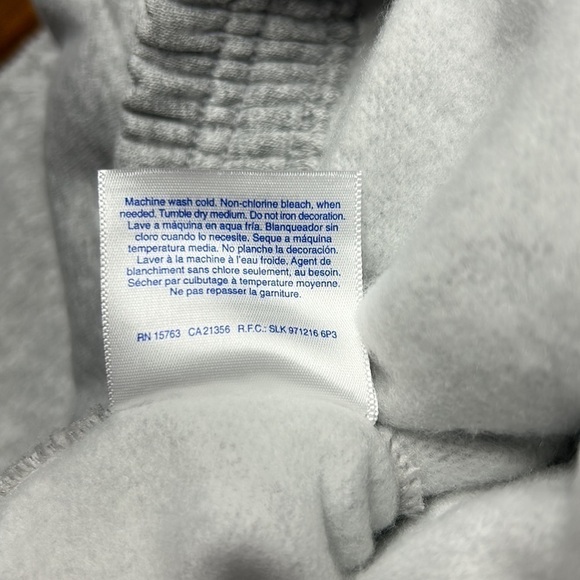 Machine wash cold. Non-chlorine bleach, when
needed. Tumble dry medium. Do not iron decoration.
Lave a máquina en aqua fría. Blanqueador sin
cloro cuando lo necesite. Seque a máquina
temperatura media. No planche la decoración.
Laver à la machine à l'eau froide. Agent de
blanchiment sans chlore seulement, au besoin.
Sécher par culbutage à température moyenne.
Ne pas repasser la garniture.
RN 15763 CA 21356 R.F.C.: SLK 971216 6P3